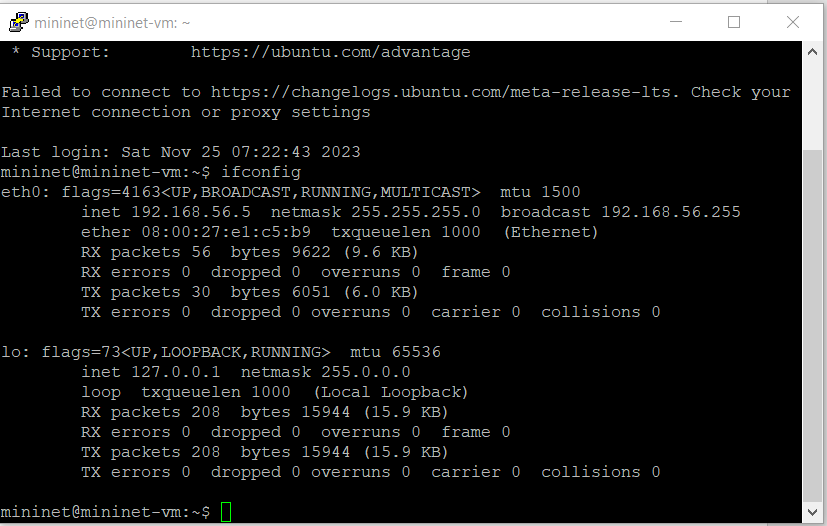 mininet@mininet-vm: ~
 * Support:        https://ubuntu.com/advantage
Failed to connect to https://changelogs.ubuntu.com/meta-release-lts. Check your
Internet connection or proxy settings
Last login: Sat Nov 25 07:22:43 2023
mininet@mininet-vm:~$ ifconfig
eth0: flags=4163<UP,BROADCAST,RUNNING,MULTICAST>  mtu 1500
        inet 192.168.56.5  netmask 255.255.255.0  broadcast 192.168.56.255
        ether 08:00:27:e1:c5:b9  txqueuelen 1000  (Ethernet)
        RX packets 56  bytes 9622 (9.6 KB)
        RX errors 0  dropped 0  overruns 0  frame 0
        TX packets 30  bytes 6051 (6.0 KB)
        TX errors 0  dropped 0 overruns 0  carrier 0  collisions 0
lo: flags=73<UP,LOOPBACK,RUNNING>  mtu 65536
        inet 127.0.0.1  netmask 255.0.0.0
        loop  txqueuelen 1000  (Local Loopback)
        RX packets 208  bytes 15944 (15.9 KB)
        RX errors 0  dropped 0  overruns 0  frame 0
        TX packets 208  bytes 15944 (15.9 KB)
        TX errors 0  dropped 0 overruns 0  carrier 0  collisions 0
mininet@mininet-vm:~$